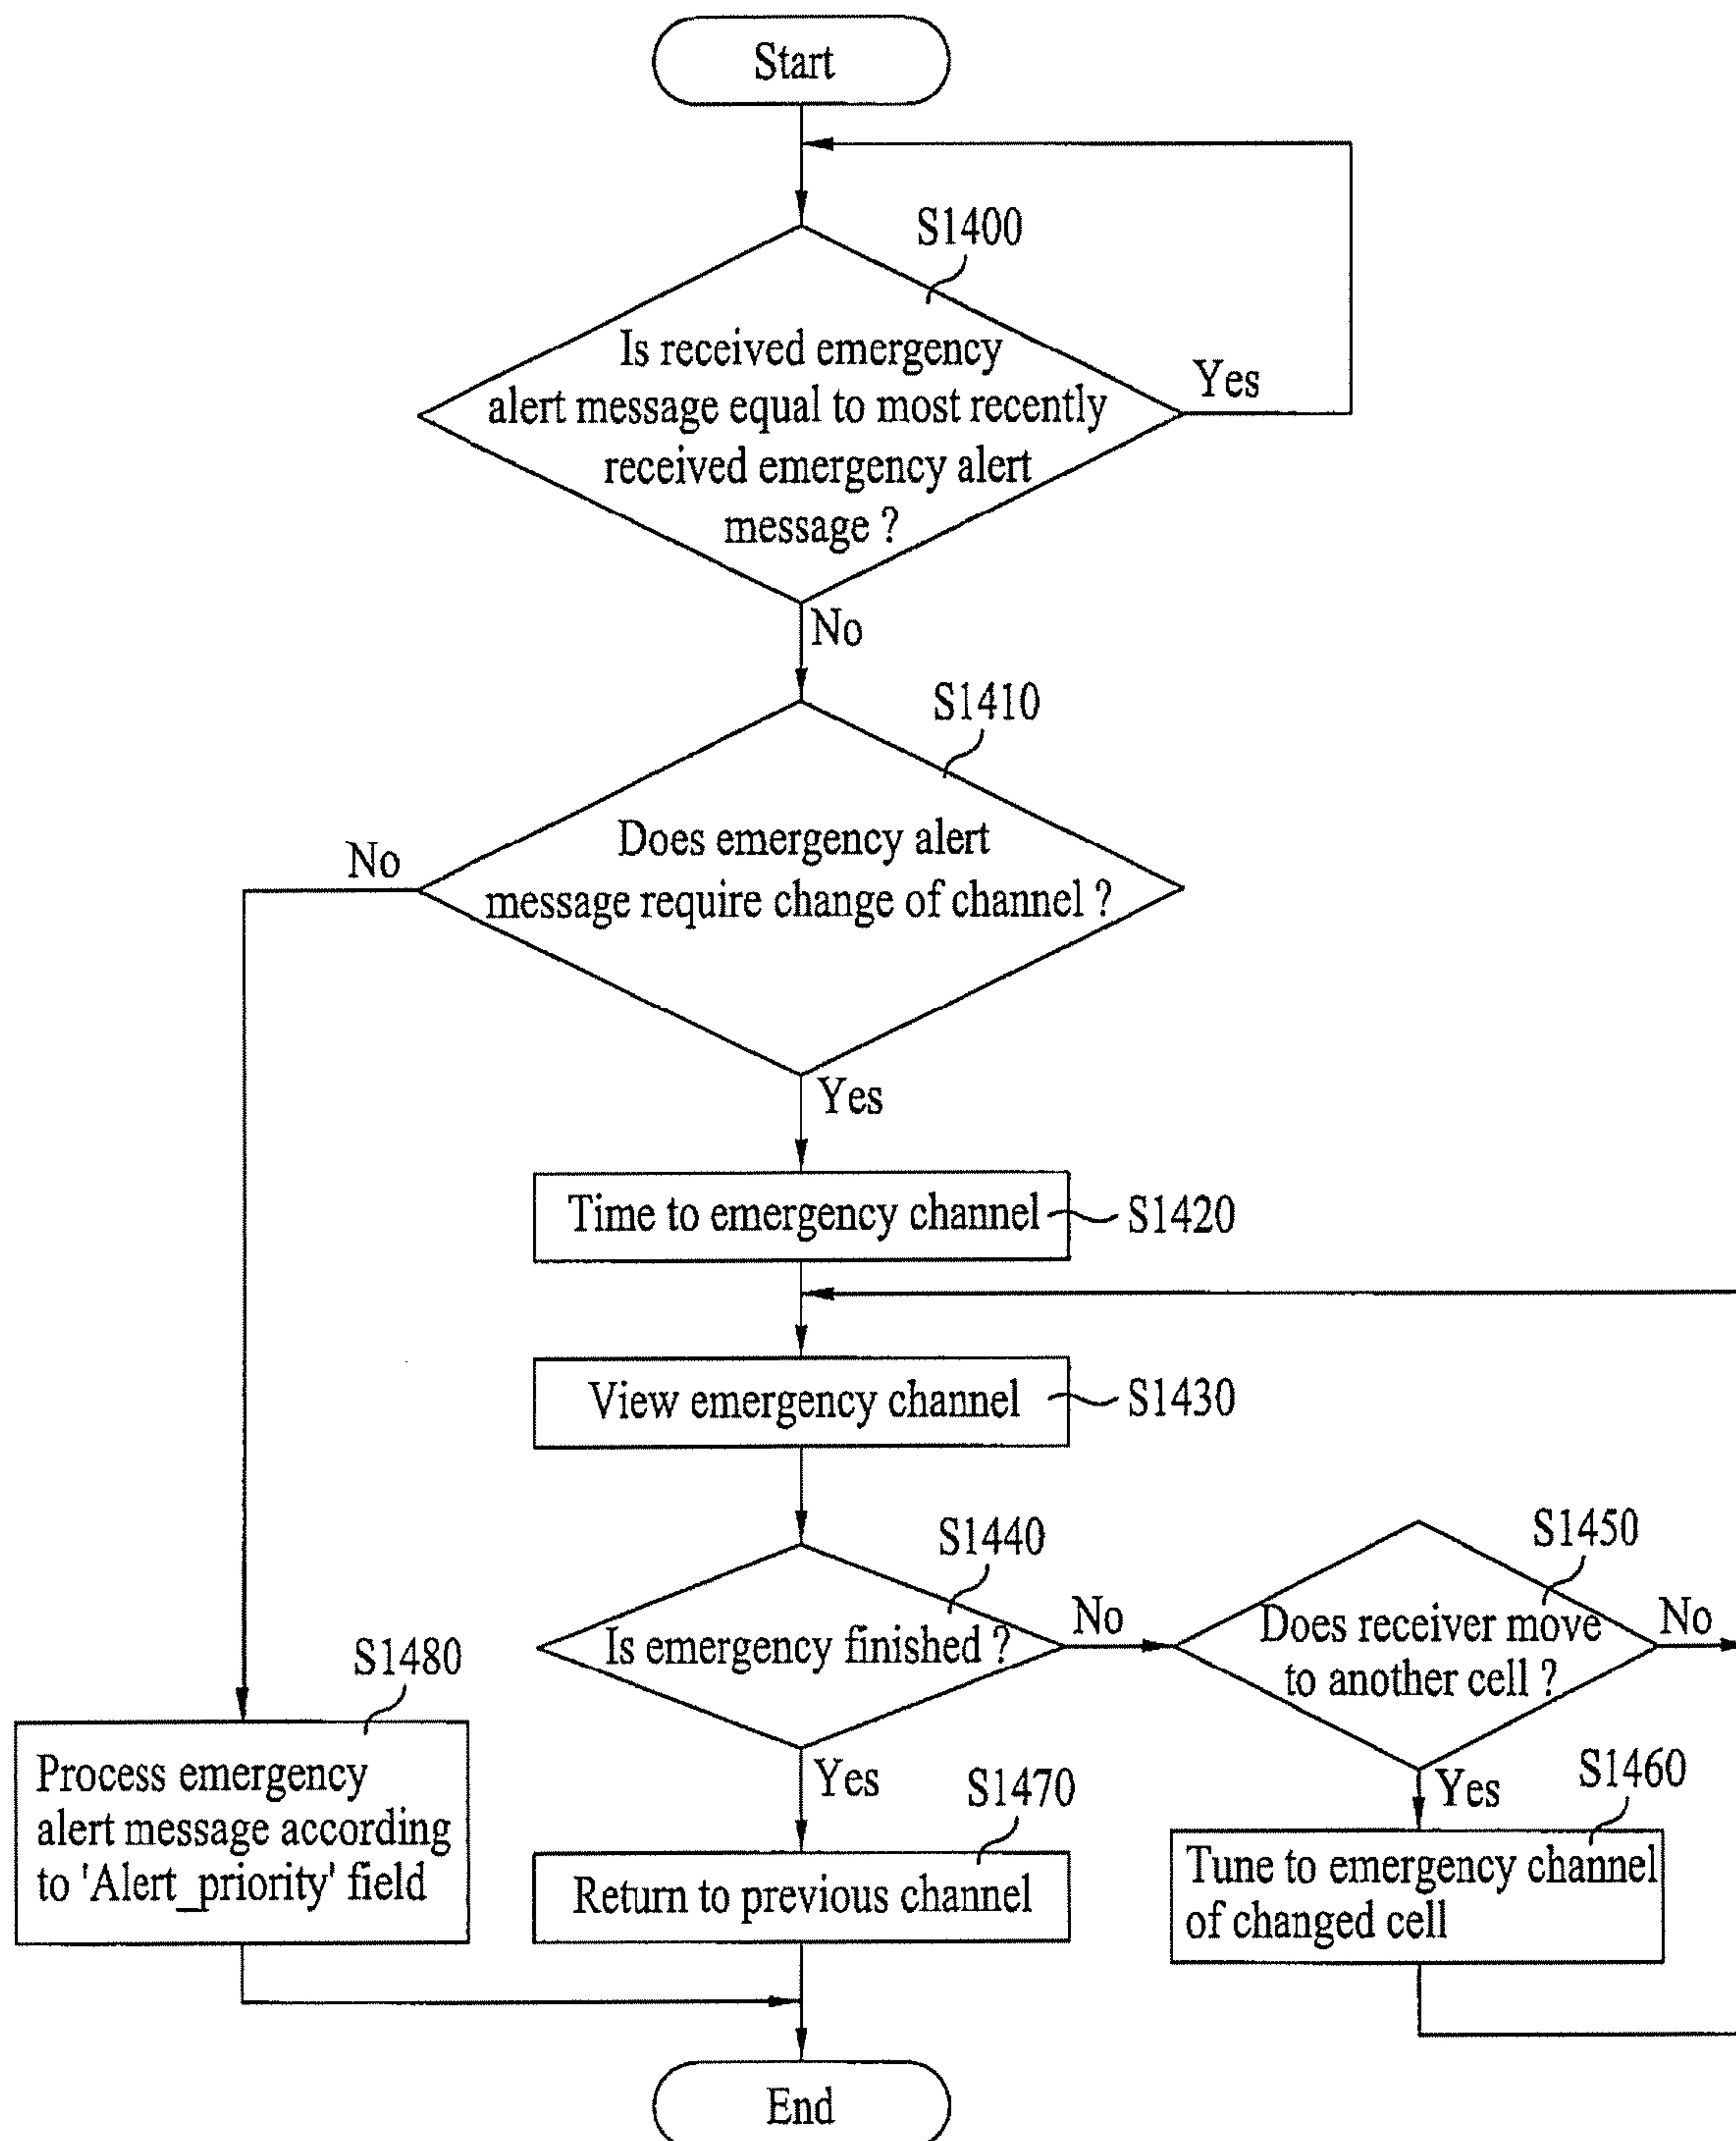 Start
S1400
Is received emergency
alert message equal to most recently
received emergency alert
message ?
Yes
No
S1410
Does emergency alert
message require change of channel ?
No
Yes
Time to emergency channel
S1420
View emergency channel
S1430
S1440
Is emergency finished ?
No
S1450
Does receiver move
to another cell ?
No
Yes
S1460
Tune to emergency channel
of changed cell
Yes
S1470
Return to previous channel
S1480
Process emergency
alert message according
to 'Alert_priority' field
End